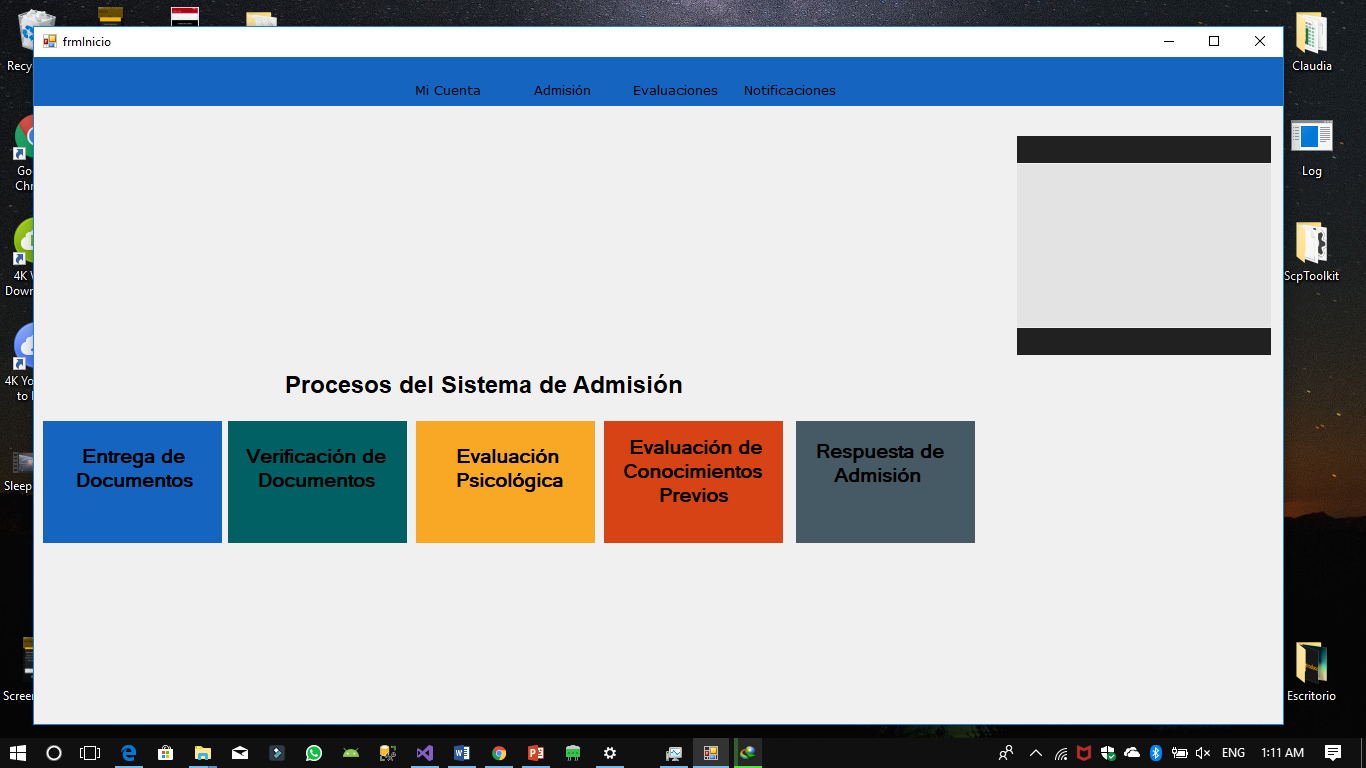 frmInicio
Mi Cuenta Admisión Evaluaciones Notificaciones
Procesos del Sistema de Admisión
Entrega de
Documentos
Verificación de
Documentos
Evaluación
Psicológica
Evaluación de
Conocimientos
Previos
Respuesta de
Admisión
Recy
Go
Chr
4K V
Down
4K Yo
to
Sleep
Screen
Claudia
Log
ScpToolkit
Escritorio
ENG 1:11 AM